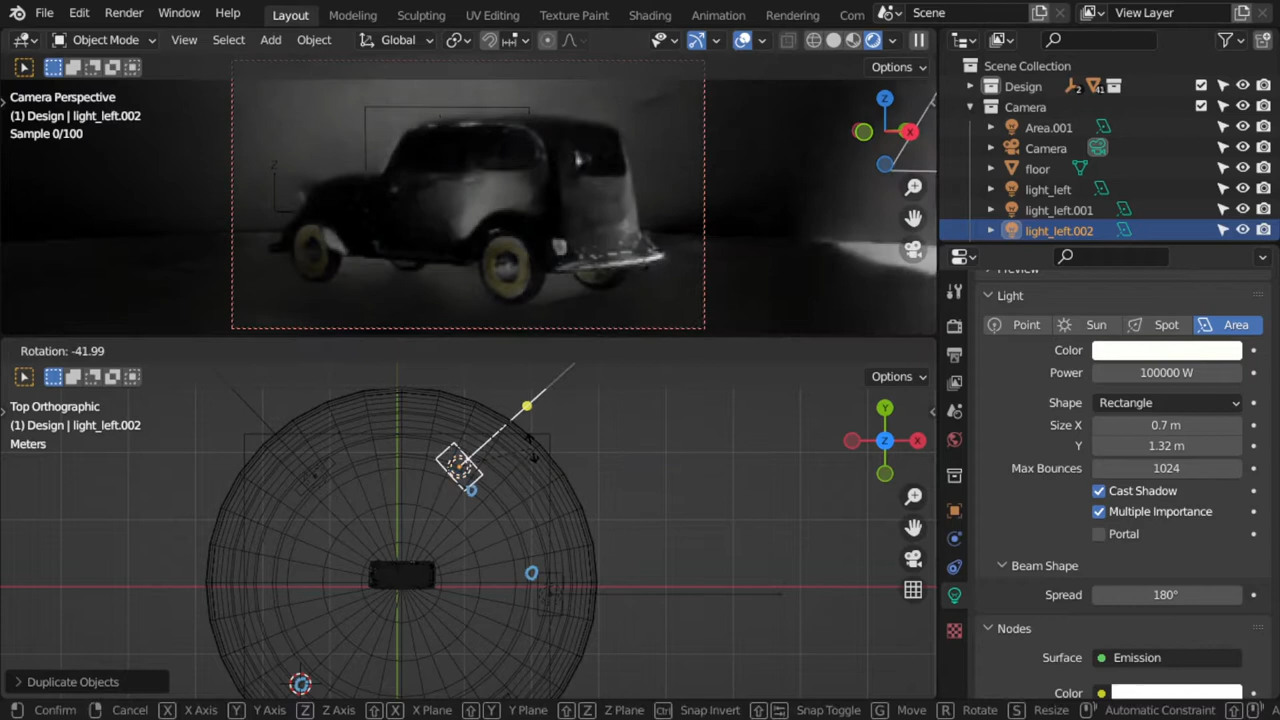 File Edit Render Window Help Layout Modeling Sculpting UV Editing Texture Paint Shading Animation Rendering Com Scene View Layer
Object Mode View Select Add Object Global
Options
Camera Perspective
(1) Design | light_left.002
Sample 0/100
Z
X
Z
Scene Collection
Design 2 41
Camera
Area.001
Camera
floor
light_left
light_left.001
light_left.002
Preview
Light
Point Sun Spot Area
Color
Power 100000 W
Shape Rectangle
Size X 0.7 m
Y 1.32 m
Max Bounces 1024
Cast Shadow
Multiple Importance
Portal
Beam Shape
Spread 180°
Nodes
Surface Emission
Color
Rotation: -41.99
Options
Top Orthographic
(1) Design | light_left.002
Meters
Y
X
Z
Duplicate Objects
Confirm Cancel X X Axis Y Y Axis Z Z Axis X X Plane Y Y Plane Z Z Plane Ctrl Snap Invert Snap Toggle G Move R Rotate S Resize Automatic Constraint A